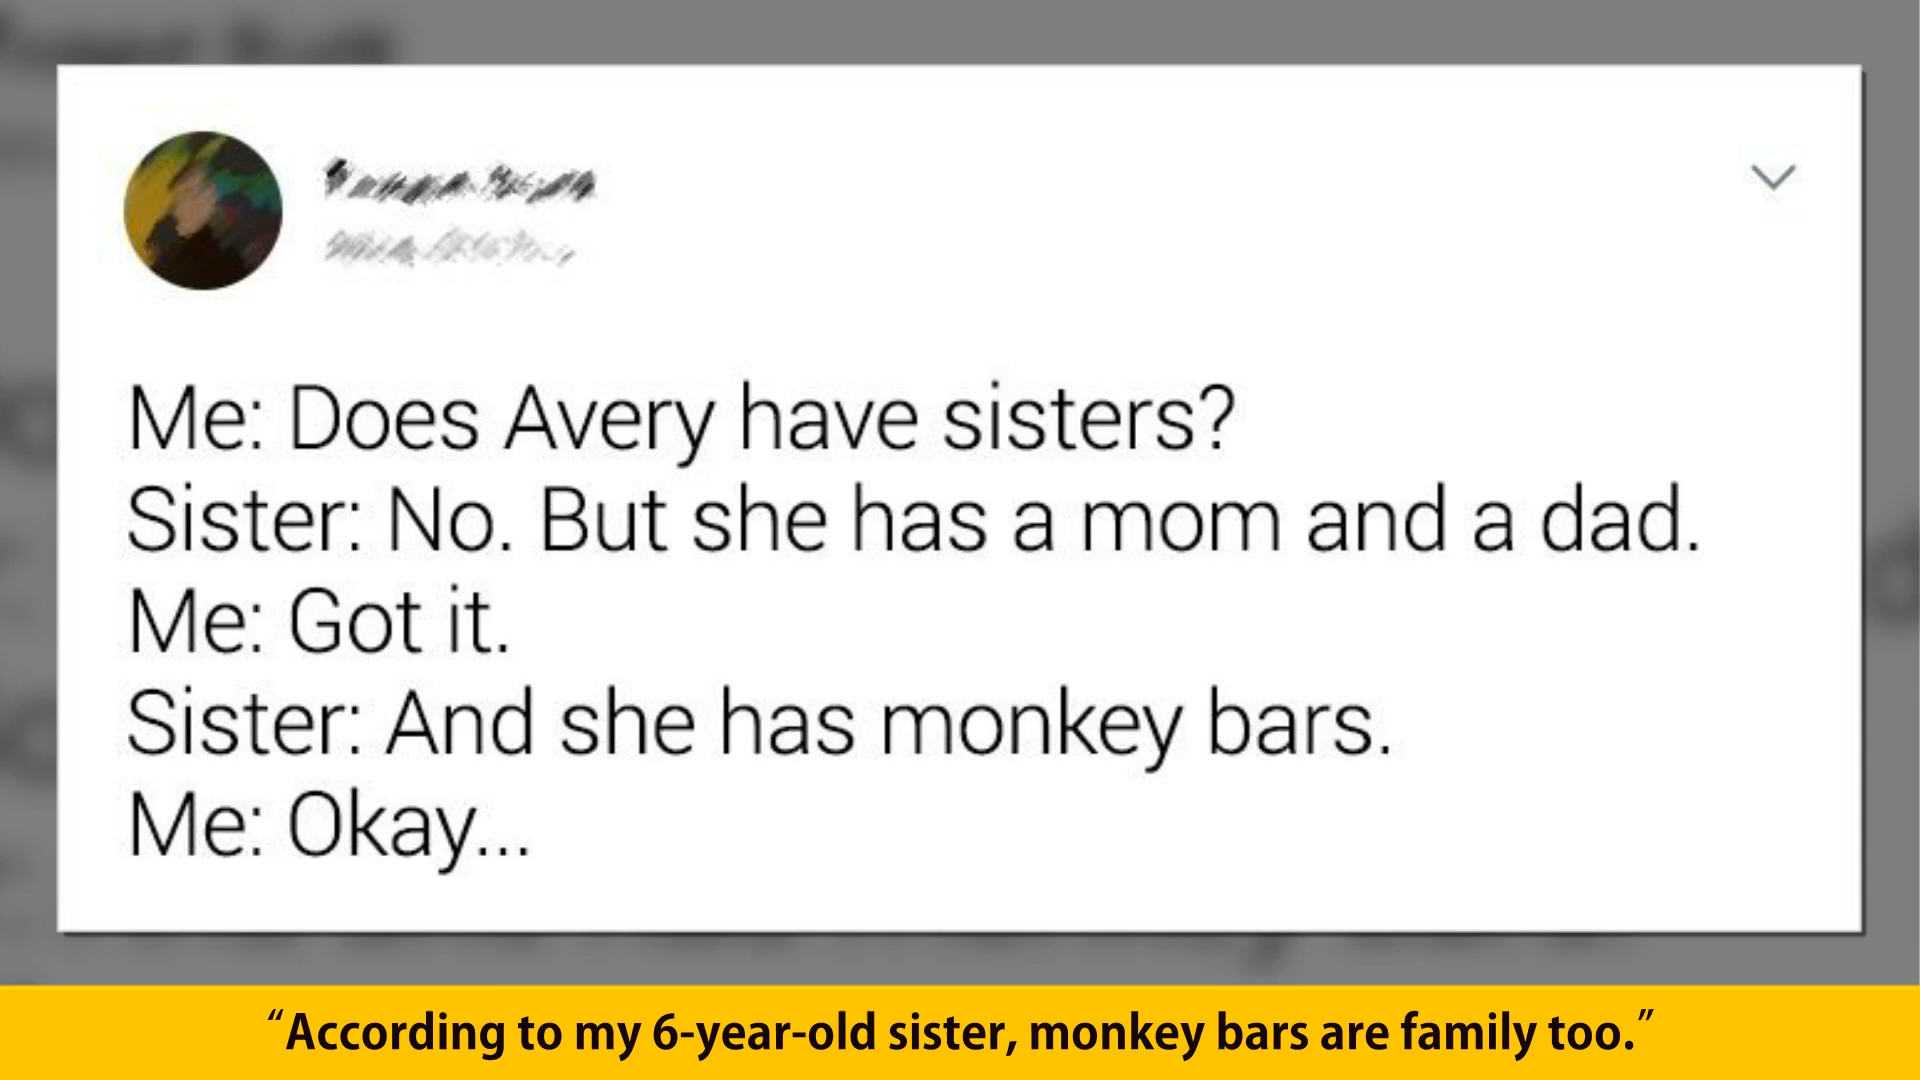 Me: Does Avery have sisters?
Sister: No. But she has a mom and a dad.
Me: Got it.
Sister: And she has monkey bars.
Me: Okay...
“According to my 6-year-old sister, monkey bars are family too.”